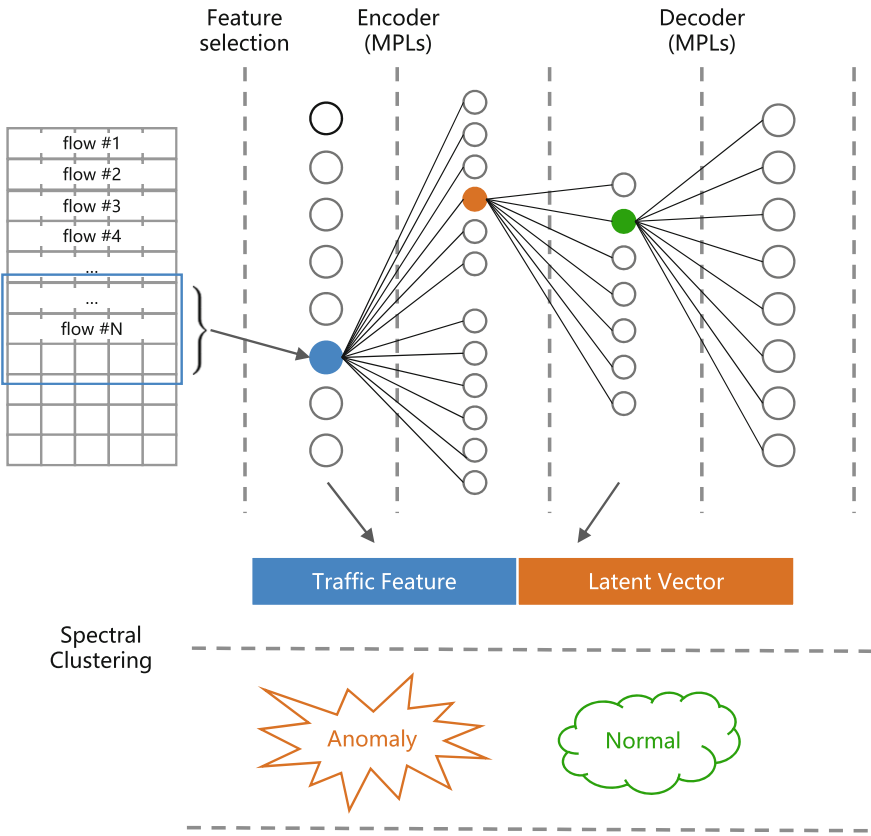 Feature
selection
Encoder
(MPLs)
Decoder
(MPLs)
flow #1
flow #2
flow #3
flow #4
...
...
flow #N
Traffic Feature
Latent Vector
Spectral
Clustering
Anomaly
Normal